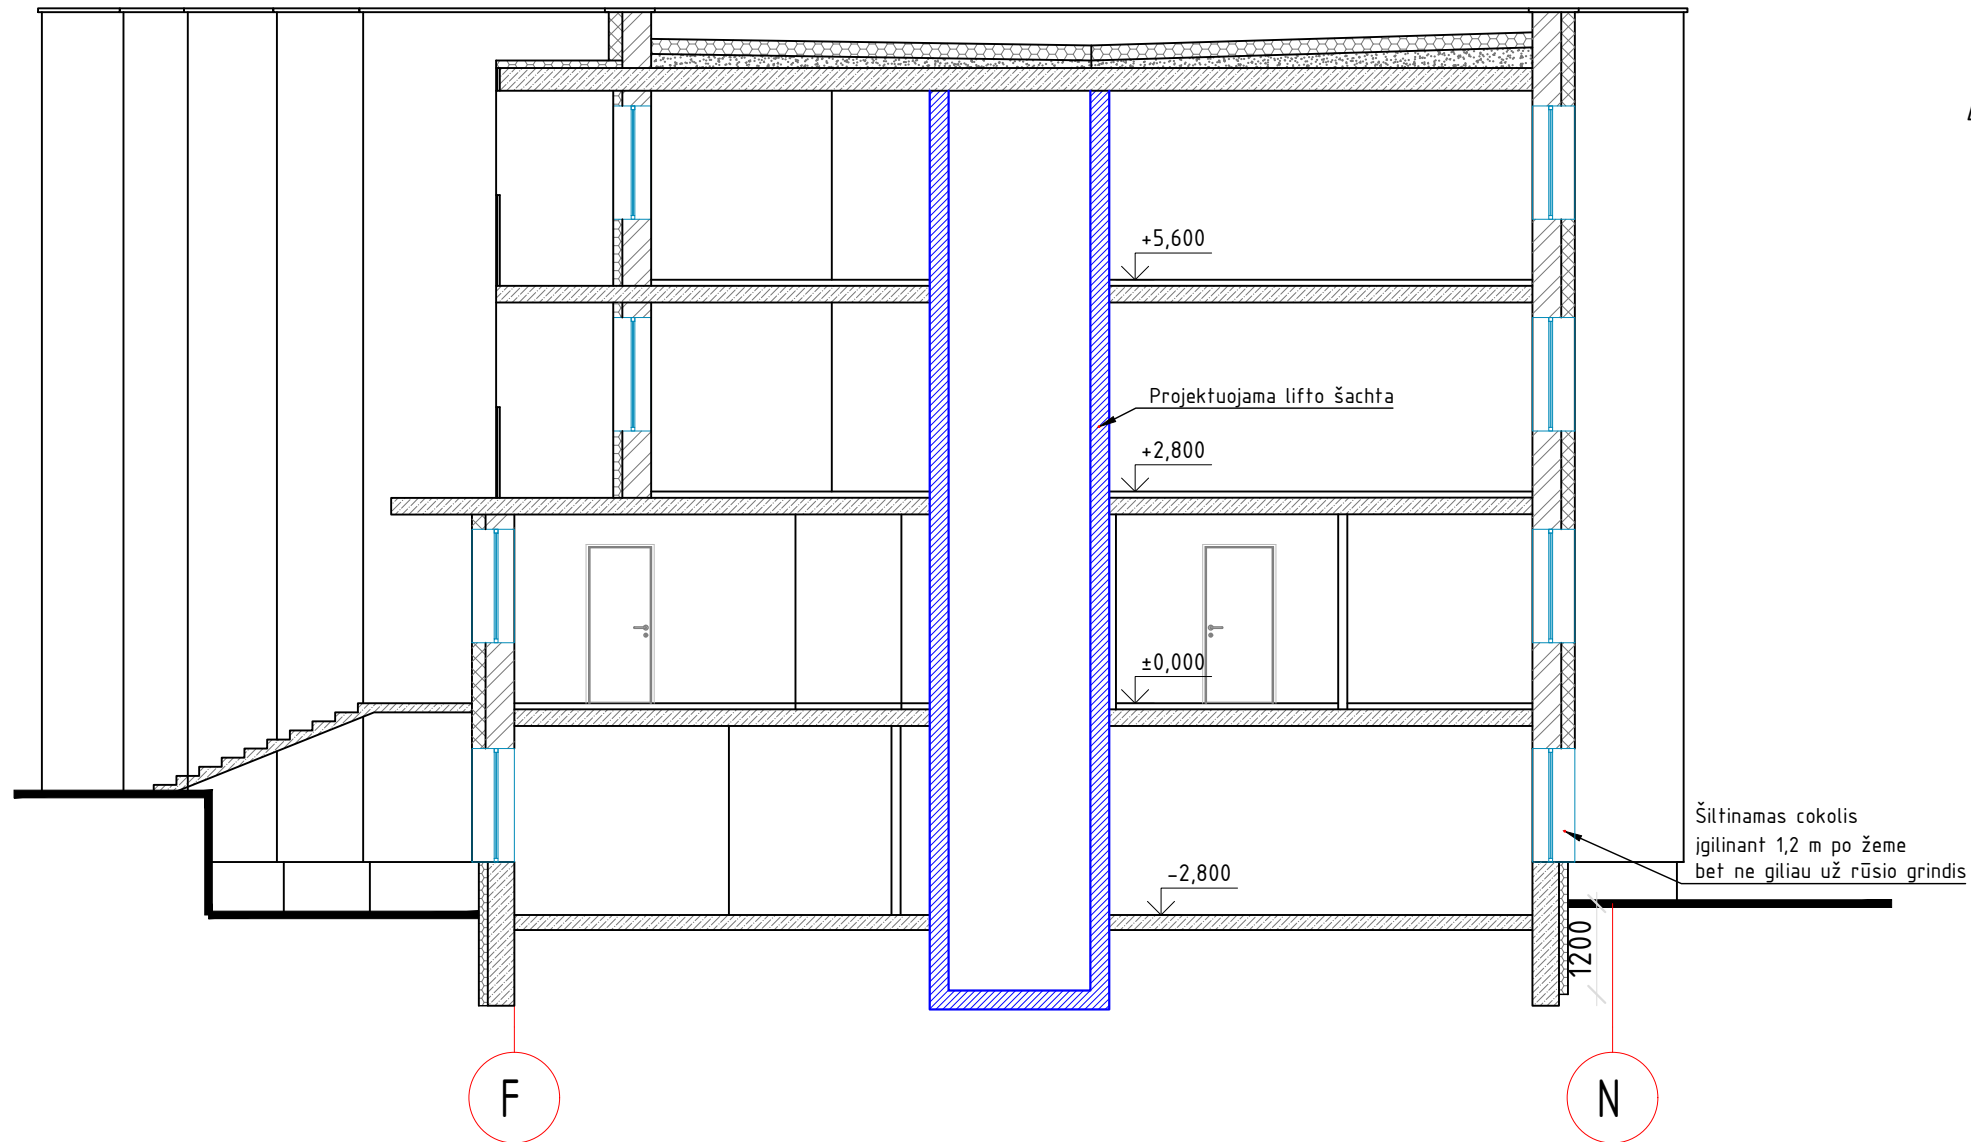 +5,600
Projektuojama lifto šachta
+2,800
±0,000
Šiltinamas cokolis
įgilinant 1,2 m po žeme
bet ne giliau už rūsio grindis
-2,800
1200
F
N